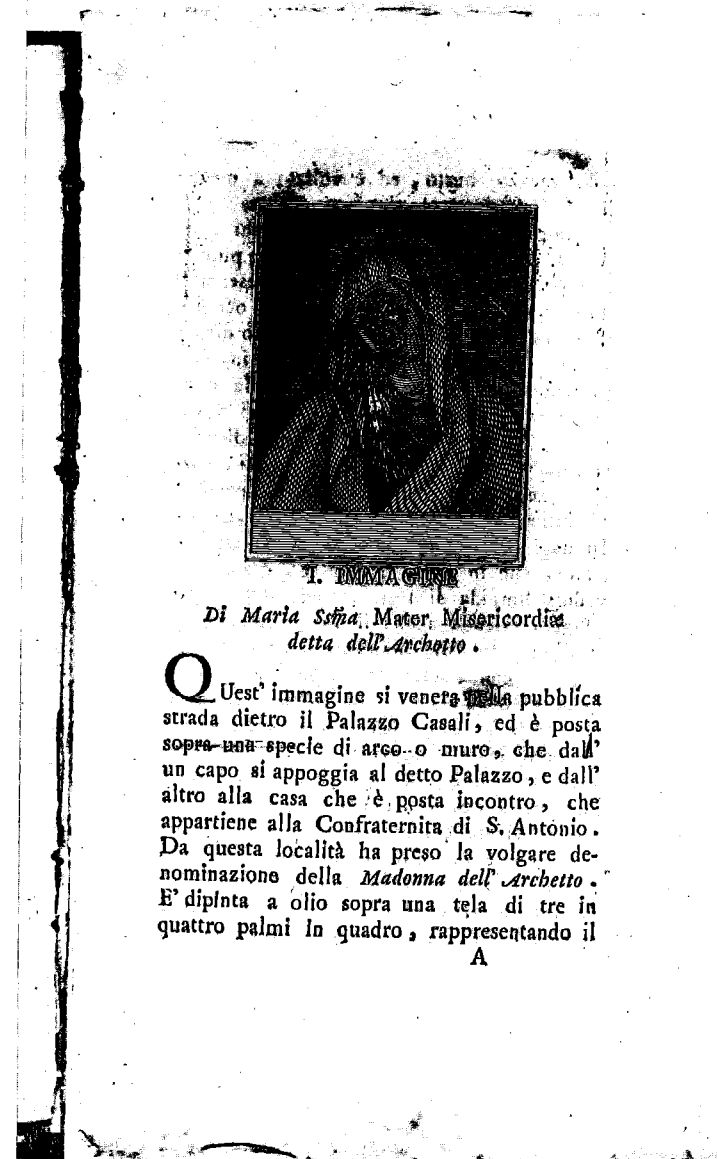 I. IMMAGINE
Di Maria Ssm̃a Mater Misericordiæ
detta dell' Archetto .
QUest' immagine si venera nella pubblica
strada dietro il Palazzo Casali, ed è posta
sopra una specie di arco o muro, che dall'
un capo si appoggia al detto Palazzo, e dall'
altro alla casa che è posta incontro, che
appartiene alla Confraternita di S. Antonio.
Da questa località ha preso la volgare de-
nominazione della Madonna dell' Archetto .
E' dipinta a olio sopra una tela di tre in
quattro palmi in quadro, rappresentando il
A